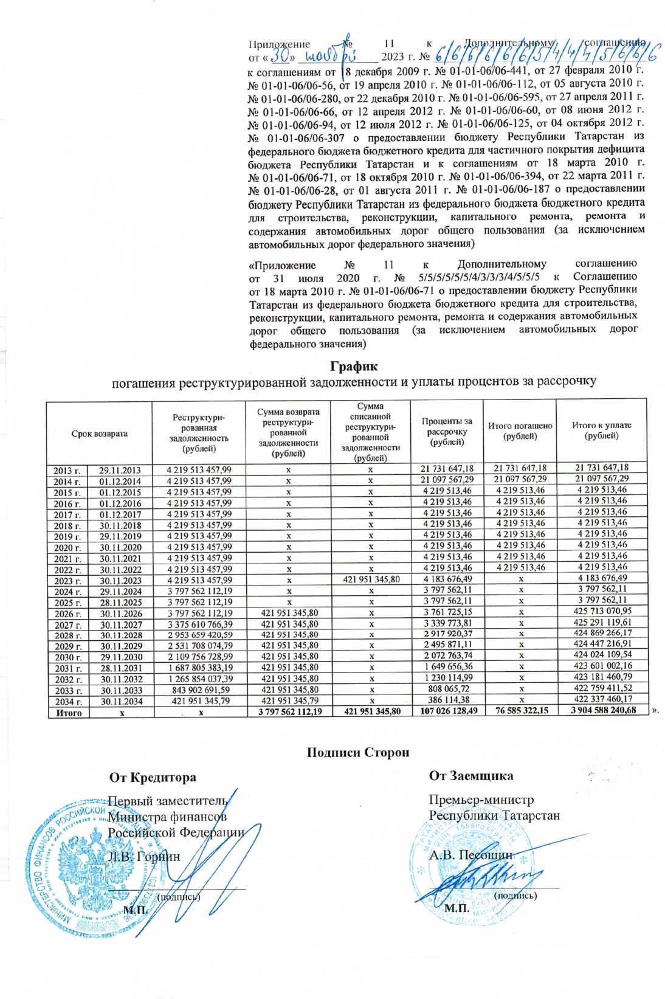 Приложение № 11 к Дополнительному соглашению
от «30» ноября 2023 г. № 6/6/6/6/6/6/5/4/4/4/5/6/6/6
к соглашениям от 18 декабря 2009 г. № 01-01-06/06-441, от 27 февраля 2010 г.
№ 01-01-06/06-56, от 19 апреля 2010 г. № 01-01-06/06-112, от 05 августа 2010 г.
№ 01-01-06/06-280, от 22 декабря 2010 г. № 01-01-06/06-595, от 27 апреля 2011 г.
№ 01-01-06/06-66, от 12 апреля 2012 г. № 01-01-06/06-60, от 08 июня 2012 г.
№ 01-01-06/06-94, от 12 июля 2012 г. № 01-01-06/06-125, от 04 октября 2012 г.
№ 01-01-06/06-307 о предоставлении бюджету Республики Татарстан из
федерального бюджета бюджетного кредита для частичного покрытия дефицита
бюджета Республики Татарстан и к соглашениям от 18 марта 2010 г.
№ 01-01-06/06-71, от 18 октября 2010 г. № 01-01-06/06-394, от 22 марта 2011 г.
№ 01-01-06/06-28, от 01 августа 2011 г. № 01-01-06/06-187 о предоставлении
бюджету Республики Татарстан из федерального бюджета бюджетного кредита
для строительства, реконструкции, капитального ремонта, ремонта и
содержания автомобильных дорог общего пользования (за исключением
автомобильных дорог федерального значения)
«Приложение № 11 к Дополнительному соглашению
от 31 июля 2020 г. № 5/5/5/5/5/5/4/3/3/3/4/5/5/5 к Соглашению
от 18 марта 2010 г. № 01-01-06/06-71 о предоставлении бюджету Республики
Татарстан из федерального бюджета бюджетного кредита для строительства,
реконструкции, капитального ремонта, ремонта и содержания автомобильных
дорог общего пользования (за исключением автомобильных дорог
федерального значения)
График
погашения реструктурированной задолженности и уплаты процентов за рассрочку
Срок возврата Реструктури-рованная задолженность (рублей) Сумма возврата реструктури-рованной задолженности (рублей) Сумма списанной реструктури-рованной задолженности (рублей) Проценты за рассрочку (рублей) Итого погашено (рублей) Итого к уплате (рублей)
2013 г. 29.11.2013 4 219 513 457,99 x x 21 731 647,18 21 731 647,18 21 731 647,18
2014 г. 01.12.2014 4 219 513 457,99 x x 21 097 567,29 21 097 567,29 21 097 567,29
2015 г. 01.12.2015 4 219 513 457,99 x x 4 219 513,46 4 219 513,46 4 219 513,46
2016 г. 01.12.2016 4 219 513 457,99 x x 4 219 513,46 4 219 513,46 4 219 513,46
2017 г. 01.12.2017 4 219 513 457,99 x x 4 219 513,46 4 219 513,46 4 219 513,46
2018 г. 30.11.2018 4 219 513 457,99 x x 4 219 513,46 4 219 513,46 4 219 513,46
2019 г. 29.11.2019 4 219 513 457,99 x x 4 219 513,46 4 219 513,46 4 219 513,46
2020 г. 30.11.2020 4 219 513 457,99 x x 4 219 513,46 4 219 513,46 4 219 513,46
2021 г. 30.11.2021 4 219 513 457,99 x x 4 219 513,46 4 219 513,46 4 219 513,46
2022 г. 30.11.2022 4 219 513 457,99 x x 4 219 513,46 4 219 513,46 4 219 513,46
2023 г. 30.11.2023 4 219 513 457,99 x 421 951 345,80 4 183 676,49 x 4 183 676,49
2024 г. 29.11.2024 3 797 562 112,19 x x 3 797 562,11 x 3 797 562,11
2025 г. 28.11.2025 3 797 562 112,19 x x 3 797 562,11 x 3 797 562,11
2026 г. 30.11.2026 3 797 562 112,19 421 951 345,80 x 3 761 725,15 x 425 713 070,95
2027 г. 30.11.2027 3 375 610 766,39 421 951 345,80 x 3 339 773,81 x 425 291 119,61
2028 г. 30.11.2028 2 953 659 420,59 421 951 345,80 x 2 917 920,37 x 424 869 266,17
2029 г. 30.11.2029 2 531 708 074,79 421 951 345,80 x 2 495 871,11 x 424 447 216,91
2030 г. 29.11.2030 2 109 756 728,99 421 951 345,80 x 2 072 763,74 x 424 024 109,54
2031 г. 28.11.2031 1 687 805 383,19 421 951 345,80 x 1 649 656,36 x 423 601 002,16
2032 г. 30.11.2032 1 265 854 037,39 421 951 345,80 x 1 230 114,99 x 423 181 460,79
2033 г. 30.11.2033 843 902 691,59 421 951 345,80 x 808 065,72 x 422 759 411,52
2034 г. 30.11.2034 421 951 345,79 421 951 345,79 x 386 114,38 x 422 337 460,17
Итого x x 3 797 562 112,19 421 951 345,80 107 026 128,49 76 585 322,15 3 904 588 240,68 ».
Подписи Сторон
От Кредитора
Первый заместитель
Министра финансов
Российской Федерации
Л.В. Горнин
(подпись)
М.П.
МИНИСТЕРСТВО ФИНАНСОВ РОССИЙСКОЙ
От Заемщика
Премьер-министр
Республики Татарстан
А.В. Песошин
(подпись)
М.П.